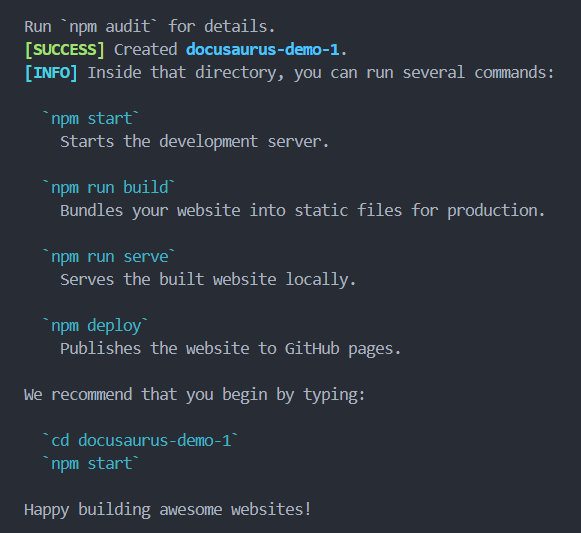 Run `npm audit` for details.
[SUCCESS] Created docusaurus-demo-1.
[INFO] Inside that directory, you can run several commands:
`npm start`
Starts the development server.
`npm run build`
Bundles your website into static files for production.
`npm run serve`
Serves the built website locally.
`npm deploy`
Publishes the website to GitHub pages.
We recommend that you begin by typing:
`cd docusaurus-demo-1`
`npm start`
Happy building awesome websites!